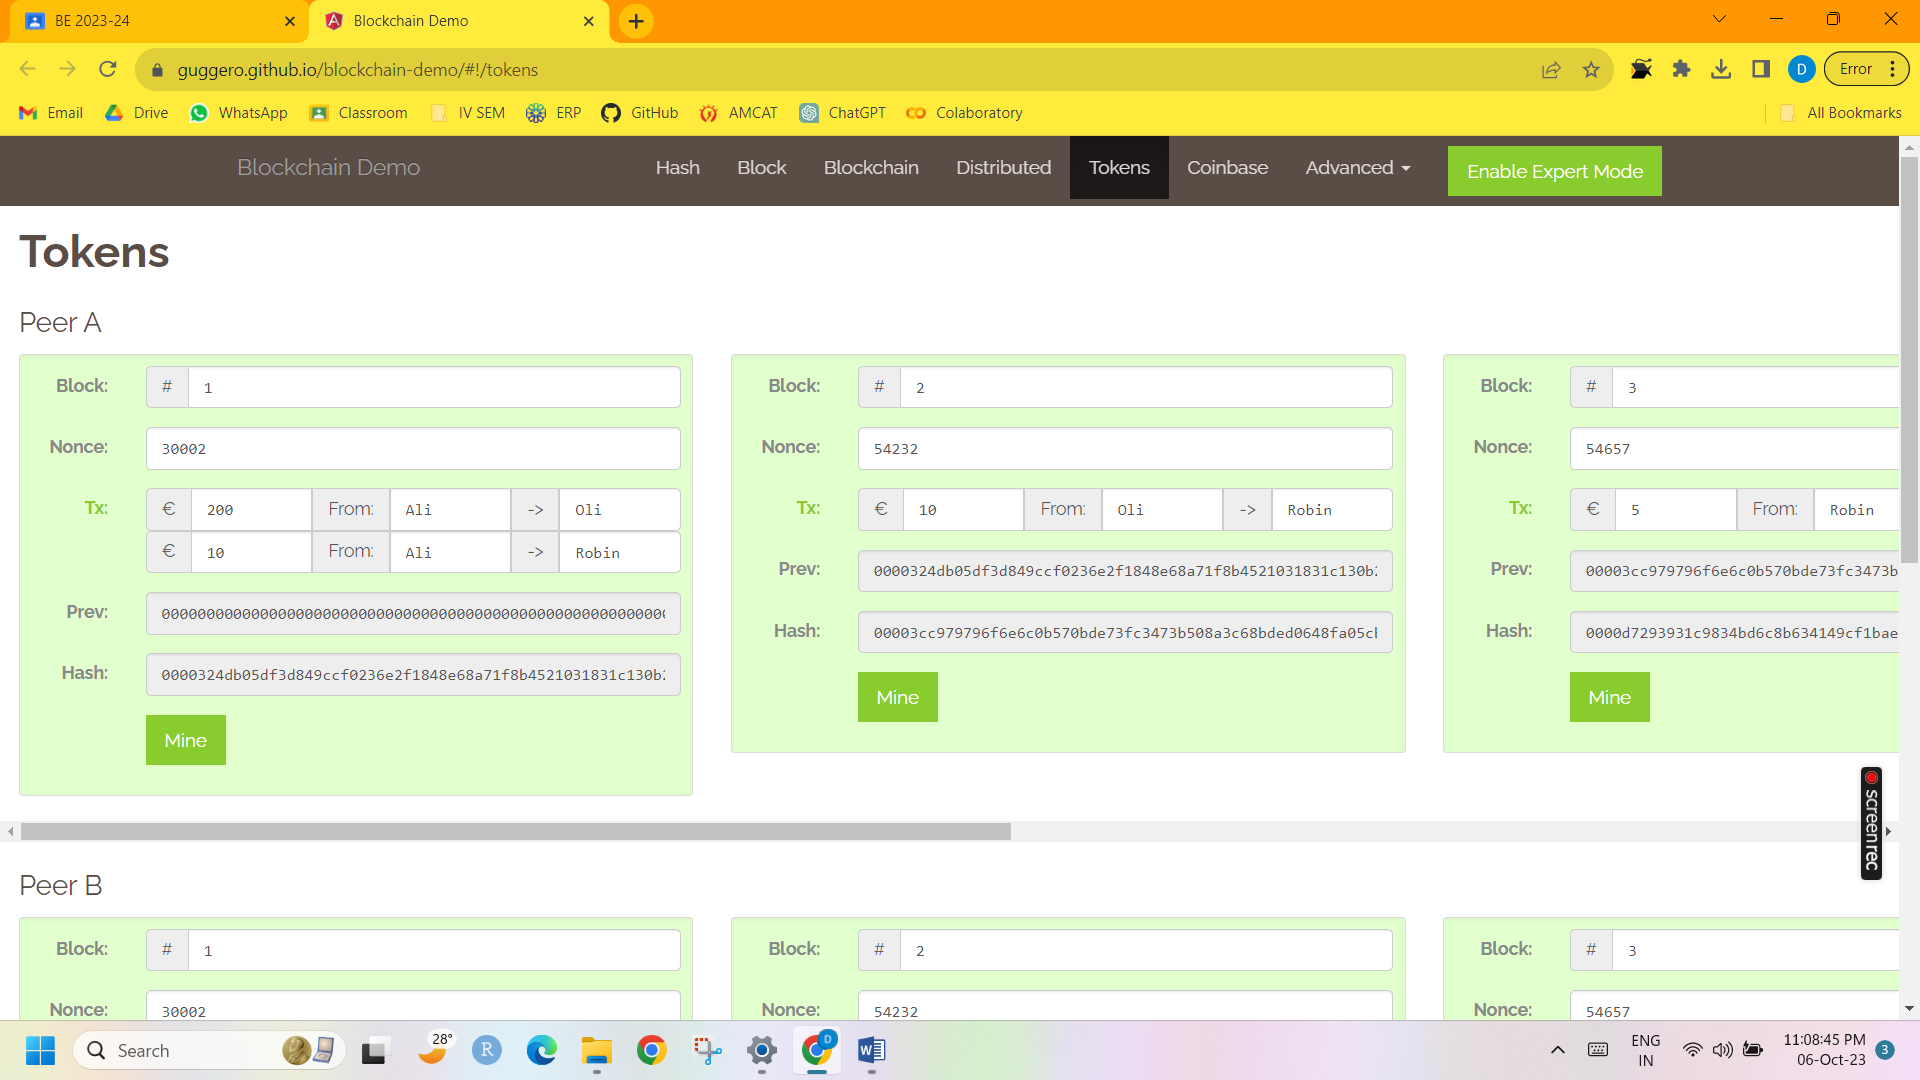 BE 2023-24
Blockchain Demo
guggero.github.io/blockchain-demo/#!/tokens
D
Error
Email
Drive
WhatsApp
Classroom
IV SEM
ERP
GitHub
AMCAT
ChatGPT
Colaboratory
All Bookmarks
Blockchain Demo
Hash
Block
Blockchain
Distributed
Tokens
Coinbase
Advanced
Enable Expert Mode
Tokens
Peer A
Block: # 1
Nonce: 30002
Tx: € 200 From: Ali -> Oli
€ 10 From: Ali -> Robin
Prev: 
Hash: 
Mine
Block: # 2
Nonce: 54232
Tx: € 10 From: Oli -> Robin
Prev: 0000324db05df3d849ccf0236e2f1848e68a71f8b4521031831c130b
Hash: 00003cc979796f6e6c0b570bde73fc3473b508a3c68bded0648fa05c
Mine
Block: # 3
Nonce: 54657
Tx: € 5 From: Robin
Prev: 00003cc979796f6e6c0b570bde73fc3473b
Hash: 0000d7293931c9834bd6c8b634149cf1bae
Mine
screenrec
Peer B
Block: # 1
Nonce: 30002
Block: # 2
Nonce: 54232
Block: # 3
Nonce: 54657
Search
28°
R
D
ENG
IN
11:08:45 PM
06-Oct-23
3